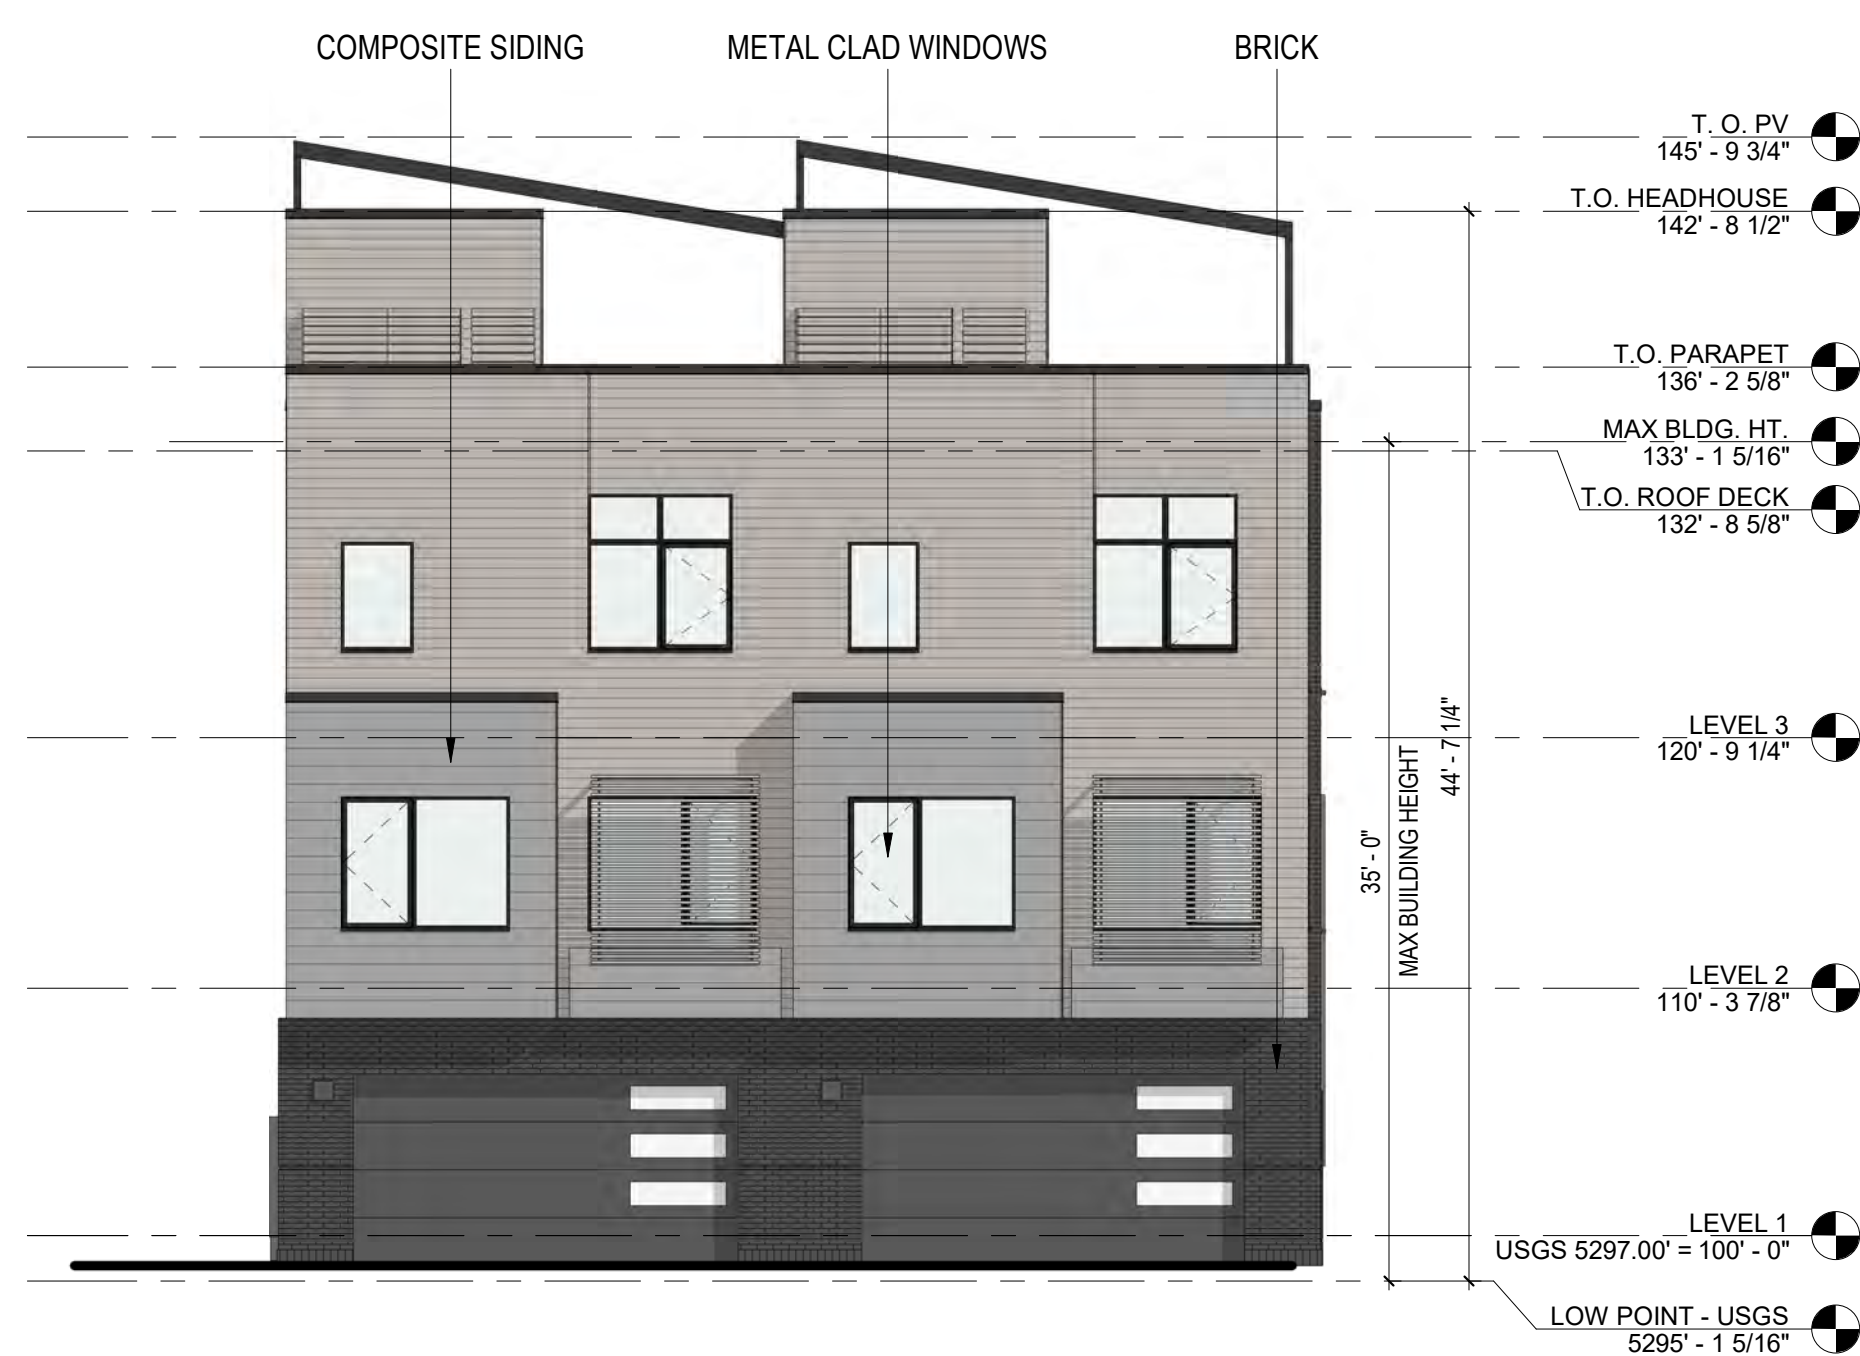 COMPOSITE SIDING
METAL CLAD WINDOWS
BRICK
T. O. PV
145' - 9 3/4"
T.O. HEADHOUSE
142' - 8 1/2"
T.O. PARAPET
136' - 2 5/8"
MAX BLDG. HT.
133' - 1 5/16"
T.O. ROOF DECK
132' - 8 5/8"
LEVEL 3
120' - 9 1/4"
44' - 7 1/4"
35' - 0"
MAX BUILDING HEIGHT
LEVEL 2
110' - 3 7/8"
LEVEL 1
USGS 5297.00' = 100' - 0"
LOW POINT - USGS
5295' - 1 5/16"